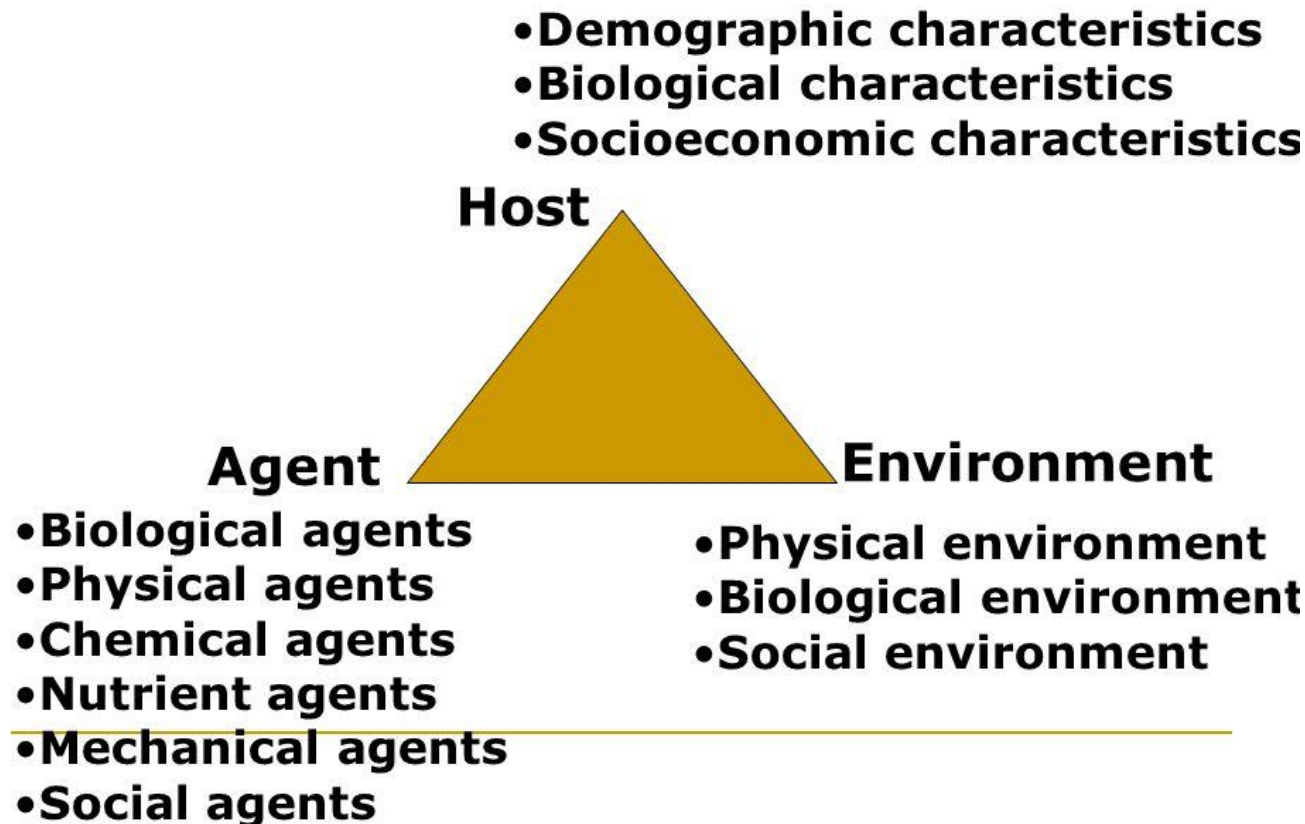 •Demographic characteristics
•Biological characteristics
•Socioeconomic characteristics
Host
Agent
•Biological agents
•Physical agents
•Chemical agents
•Nutrient agents
•Mechanical agents
•Social agents
Environment
•Physical environment
•Biological environment
•Social environment